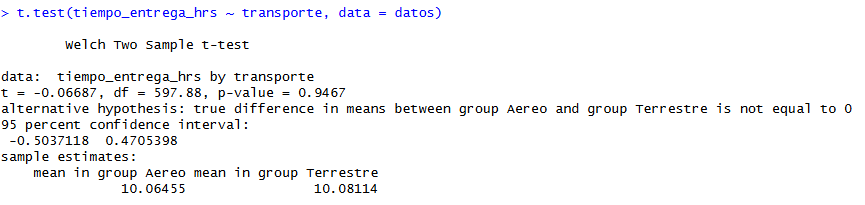 > t.test(tiempo_entrega_hrs ~ transporte, data = datos)
Welch Two Sample t-test
data:  tiempo_entrega_hrs by transporte
t = -0.06687, df = 597.88, p-value = 0.9467
alternative hypothesis: true difference in means between group Aereo and group Terrestre is not equal to 0
95 percent confidence interval:
 -0.5037118  0.4705398
sample estimates:
    mean in group Aereo mean in group Terrestre
               10.06455                10.08114